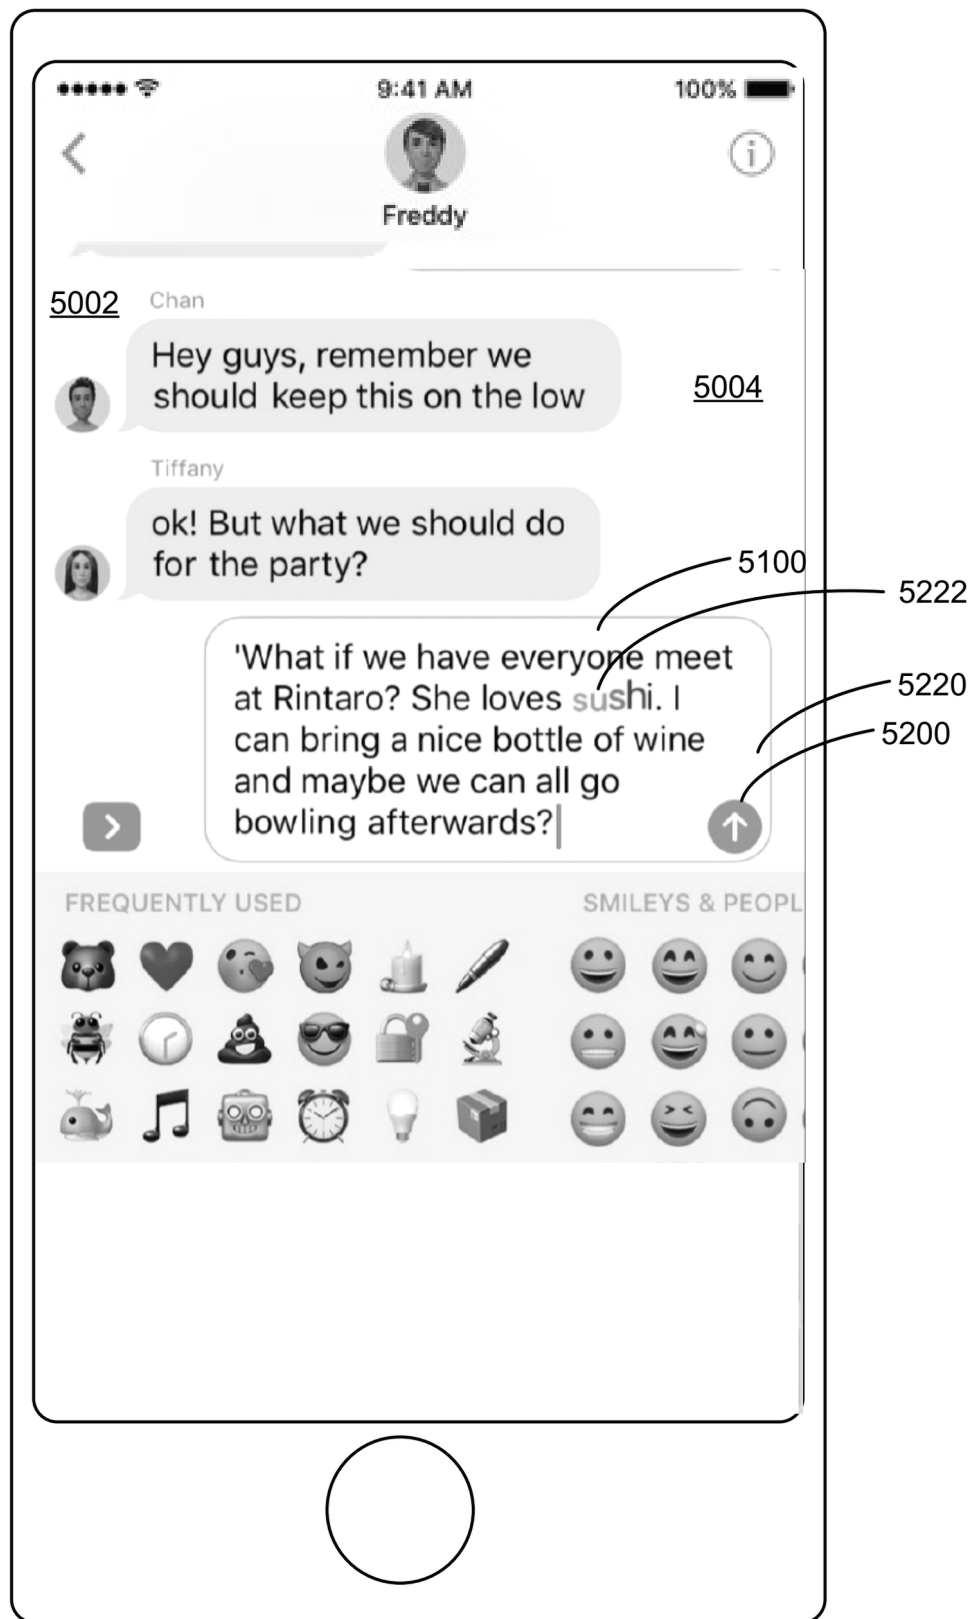 9:41 AM
100%
Freddy
5002
Chan
Hey guys, remember we
should keep this on the low
5004
Tiffany
ok! But what we should do
for the party?
5100
5222
'What if we have everyone meet
at Rintaro? She loves sushi. I
can bring a nice bottle of wine
and maybe we can all go
bowling afterwards?
5220
5200
FREQUENTLY USED
SMILEYS & PEOPL